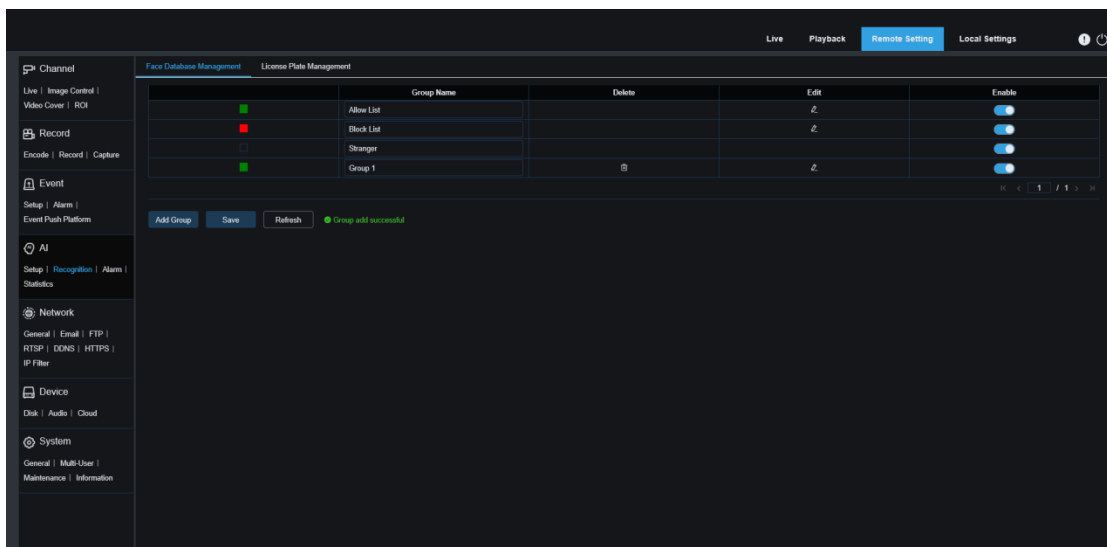 Live Playback Remote Setting Local Settings
Channel
Live | Image Control |
Video Cover | ROI
Record
Encode | Record | Capture
Event
Setup | Alarm |
Event Push Platform
AI
Setup | Recognition | Alarm |
Statistics
Network
General | Email | FTP |
RTSP | DDNS | HTTPS |
IP Filter
Device
Disk | Audio | Cloud
System
General | Multi-User |
Maintenance | Information
Face Database Management License Plate Management
Group Name Delete Edit Enable
Allow List
Block List
Stranger
Group 1
1 / 1
Add Group Save Refresh Group add successful